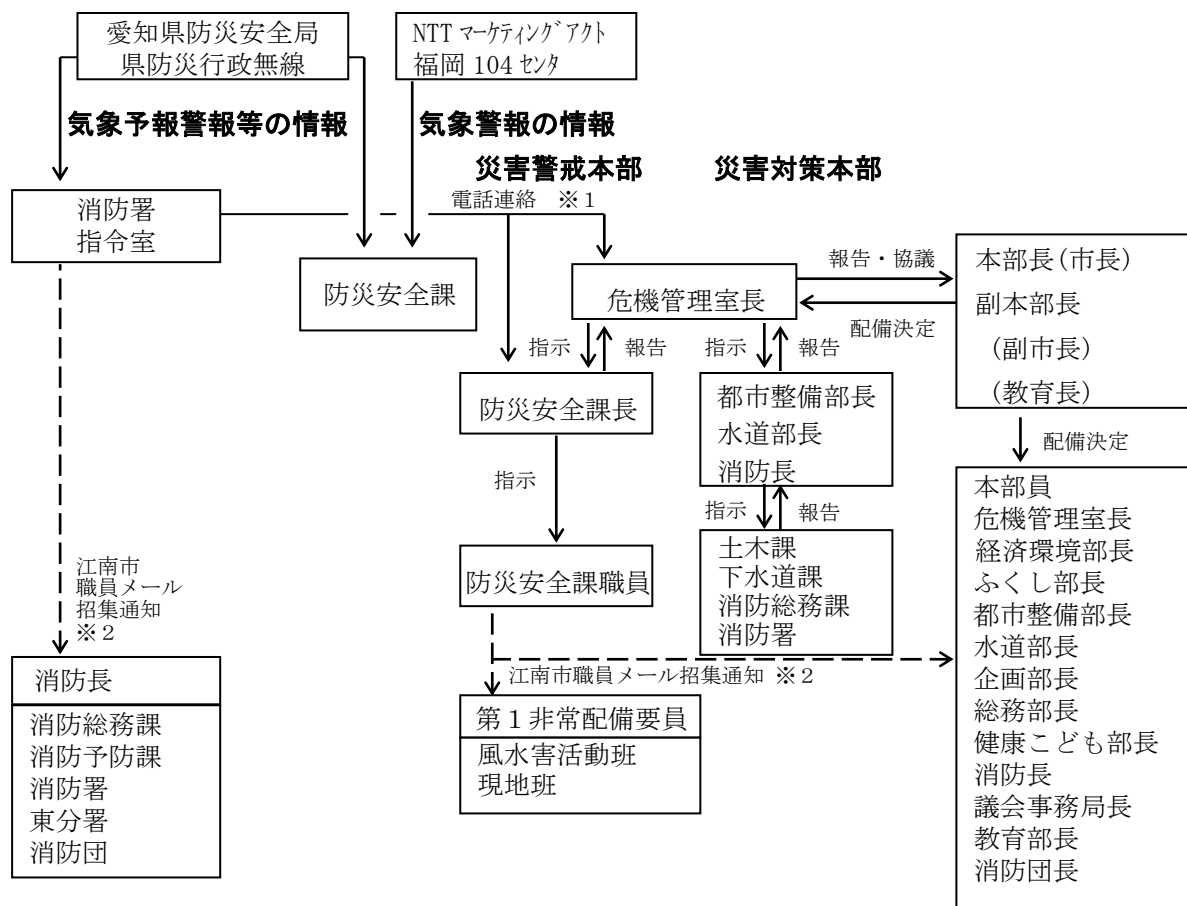 愛知県防災安全局
県防災行政無線
NTT マーケティングアクト
福岡 104 センタ
気象予報警報等の情報
気象警報の情報
災害警戒本部
災害対策本部
電話連絡 ※１
消防署
指令室
防災安全課
危機管理室長
報告・協議
配備決定
本部長(市長)
副本部長
(副市長)
(教育長)
指示
報告
指示
報告
防災安全課長
都市整備部長
水道部長
消防長
配備決定
指示
指示
報告
防災安全課職員
土木課
下水道課
消防総務課
消防署
本部員
危機管理室長
経済環境部長
ふくし部長
都市整備部長
水道部長
企画部長
総務部長
健康こども部長
消防長
議会事務局長
教育部長
消防団長
江南市
職員メール
招集通知
※２
江南市職員メール招集通知 ※２
消防長
消防総務課
消防予防課
消防署
東分署
消防団
第１非常配備要員
風水害活動班
現地班